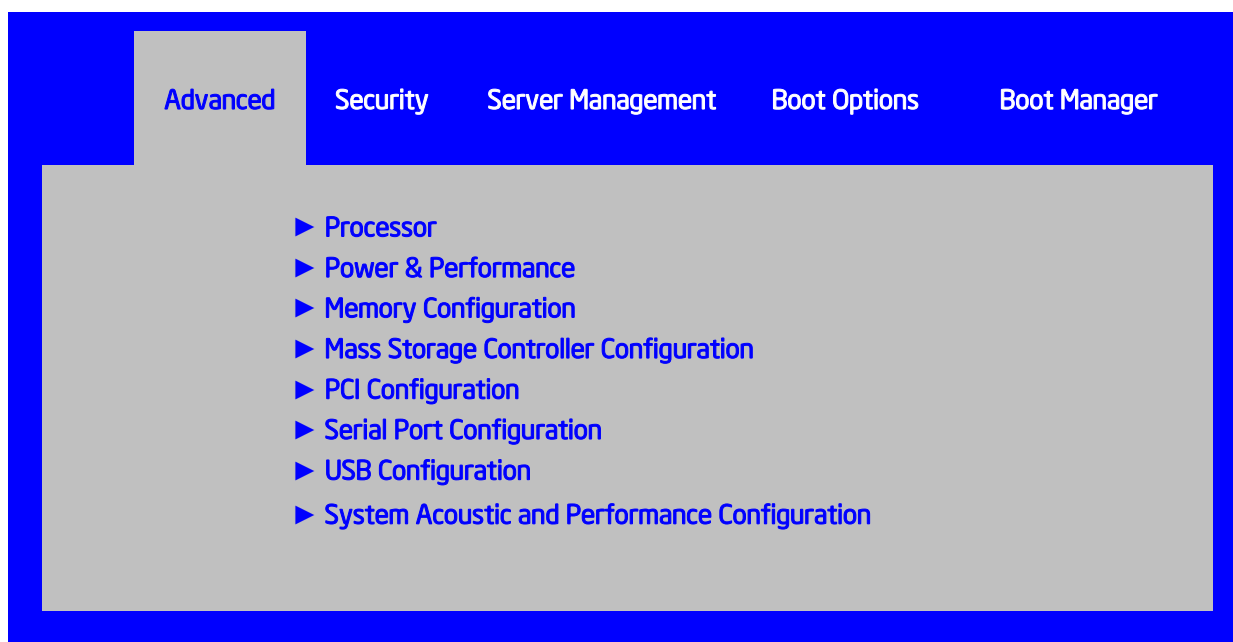 Advanced Security Server Management Boot Options Boot Manager
► Processor
► Power & Performance
► Memory Configuration
► Mass Storage Controller Configuration
► PCI Configuration
► Serial Port Configuration
► USB Configuration
► System Acoustic and Performance Configuration